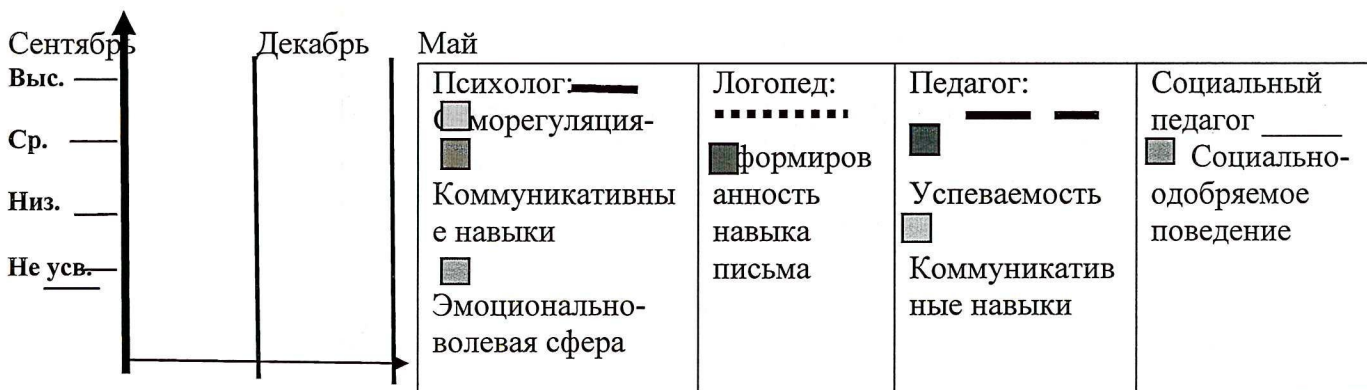 Сентябрь Декабрь Май
Выс.
Ср.
Низ.
Не усв.
Психолог:
Саморегуляция-
Коммуникативны
е навыки
Эмоционально-
волевая сфера
Логопед:
формиров
анность
навыка
письма
Педагог:
Успеваемость
Коммуникатив
ные навыки
Социальный
педагог
Социально-
одобряемое
поведение